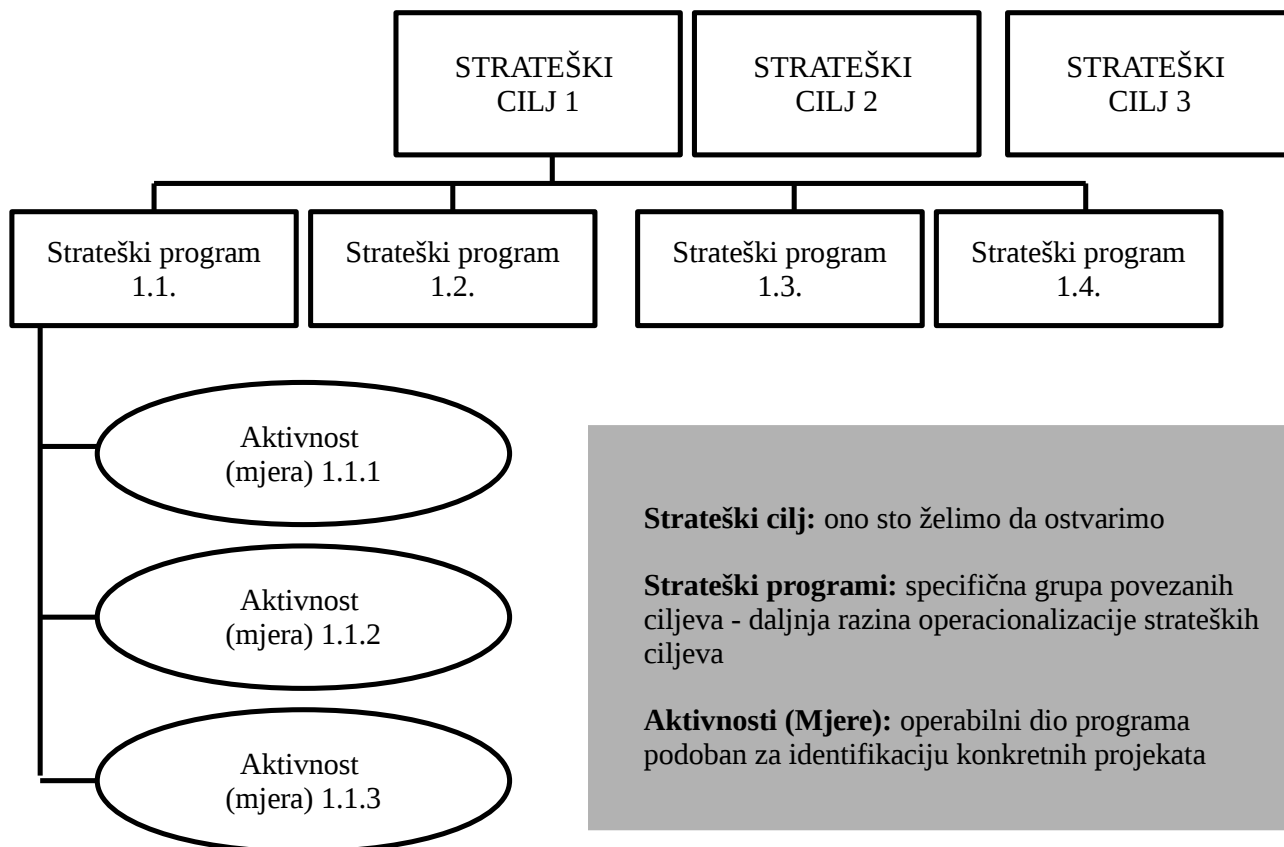 STRATEŠKI
CILJ 1
STRATEŠKI
CILJ 2
STRATEŠKI
CILJ 3
Strateški program
1.1.
Strateški program
1.2.
Strateški program
1.3.
Strateški program
1.4.
Aktivnost
(mjera) 1.1.1
Aktivnost
(mjera) 1.1.2
Aktivnost
(mjera) 1.1.3
Strateški cilj: ono sto želimo da ostvarimo
Strateški programi: specifična grupa povezanih
ciljeva - daljnja razina operacionalizacije strateških
ciljeva
Aktivnosti (Mjere): operabilni dio programa
podoban za identifikaciju konkretnih projekata